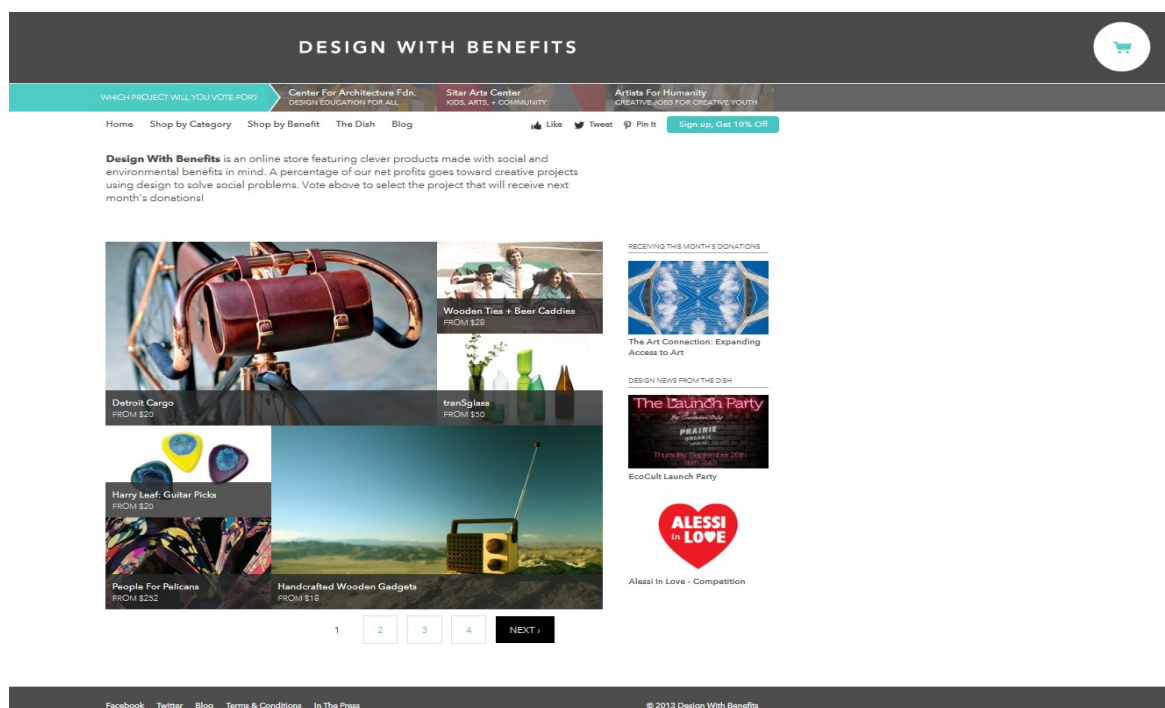 DESIGN WITH BENEFITS
WHICH PROJECT WILL YOU VOTE FOR?
Center For Architecture Fdn.
DESIGN EDUCATION FOR ALL
Sitar Arts Center
KIDS, ARTS, + COMMUNITY
Artists For Humanity
CREATIVE JOBS FOR CREATIVE YOUTH
Home Shop by Category Shop by Benefit The Dish Blog
Like Tweet Pin It Sign up, Get 10% Off
Design With Benefits is an online store featuring clever products made with social and
environmental benefits in mind. A percentage of our net profits goes toward creative projects
using design to solve social problems. Vote above to select the project that will receive next
month's donations!
Detroit Cargo
FROM $20
Wooden Ties + Beer Caddies
FROM $28
tranSglass
FROM $50
Harry Leaf: Guitar Picks
FROM $20
People For Pelicans
FROM $252
Handcrafted Wooden Gadgets
FROM $18
1 2 3 4 NEXT ›
RECEIVING THIS MONTH'S DONATIONS
The Art Connection: Expanding
Access to Art
DESIGN NEWS FROM THE DISH
The Launch Party
PRAIRIE
ORGANIC
Thursday September 26th
EcoCult Launch Party
ALESSI
in LOVE
Alessi In Love - Competition
Facebook Twitter Blog Terms & Conditions In The Press
© 2013 Design With Benefits